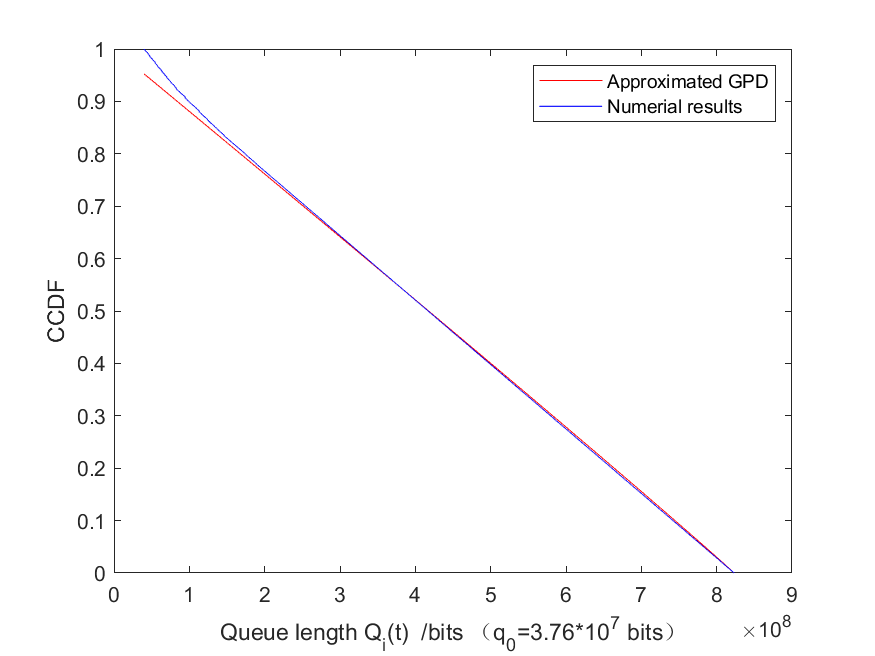 1
0.9
0.8
0.7
0.6
0.5
0.4
0.3
0.2
0.1
0
CCDF
Approximated GPD
Numerial results
0 1 2 3 4 5 6 7 8 9
×10^8
Queue length Q_i(t) /bits （q_0=3.76*10^7 bits）